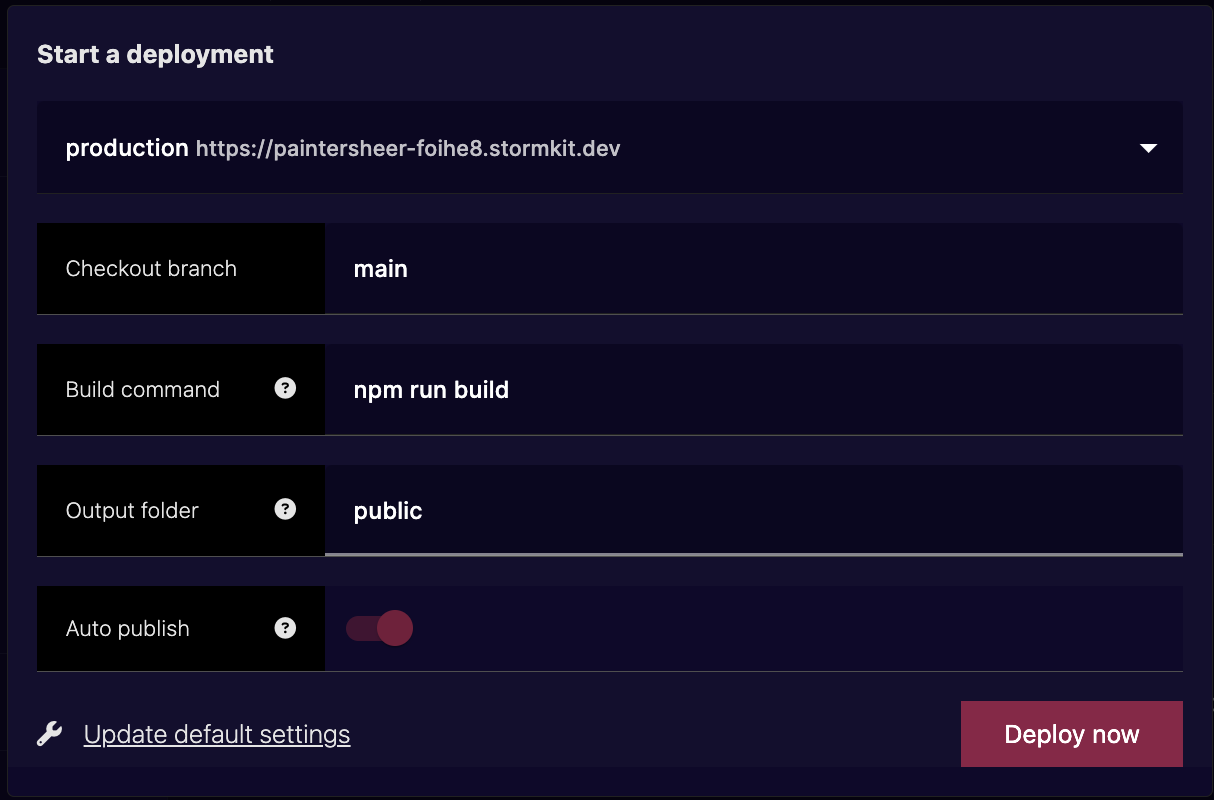 Start a deployment
production https://paintersheer-foihe8.stormkit.dev
Checkout branch main
Build command ? npm run build
Output folder ? public
Auto publish ?
Update default settings Deploy now